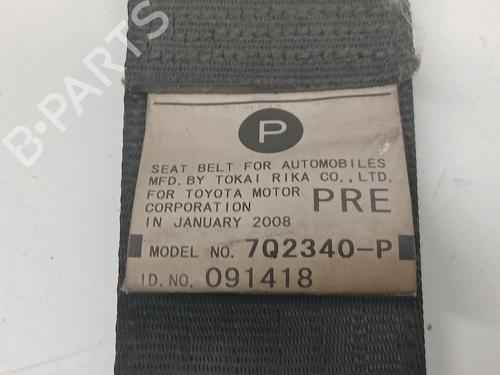 B-PARTS
P
SEAT BELT FOR AUTOMOBILES
MFD. BY TOKAI RIKA CO., LTD.
FOR TOYOTA MOTOR
CORPORATION PRE
IN JANUARY 2008
MODEL NO. 7Q2340-P
ID. NO. 091418